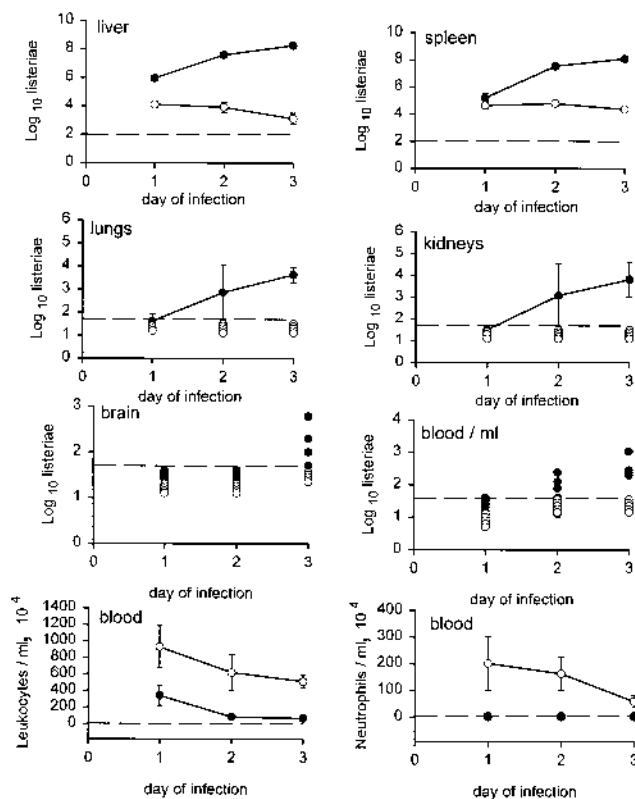 liver
Log 10 listeriae
10
8
6
4
2
0
0 1 2 3
day of infection
spleen
Log 10 listeriae
10
8
6
4
2
0
0 1 2 3
day of infection
lungs
Log 10 listeriae
6
5
4
3
2
1
0
0 1 2 3
day of infection
kidneys
Log 10 listeriae
6
5
4
3
2
1
0
0 1 2 3
day of infection
brain
Log 10 listeriae
3
2
1
0
0 1 2 3
day of infection
blood / ml
Log 10 listeriae
4
3
2
1
0
0 1 2 3
day of infection
blood
Leukocytes / ml, 10^4
1400
1200
1000
800
600
400
200
0
0 1 2 3
day of infection
blood
Neutrophils / ml, 10^4
400
300
200
100
0
0 1 2 3
day of infection